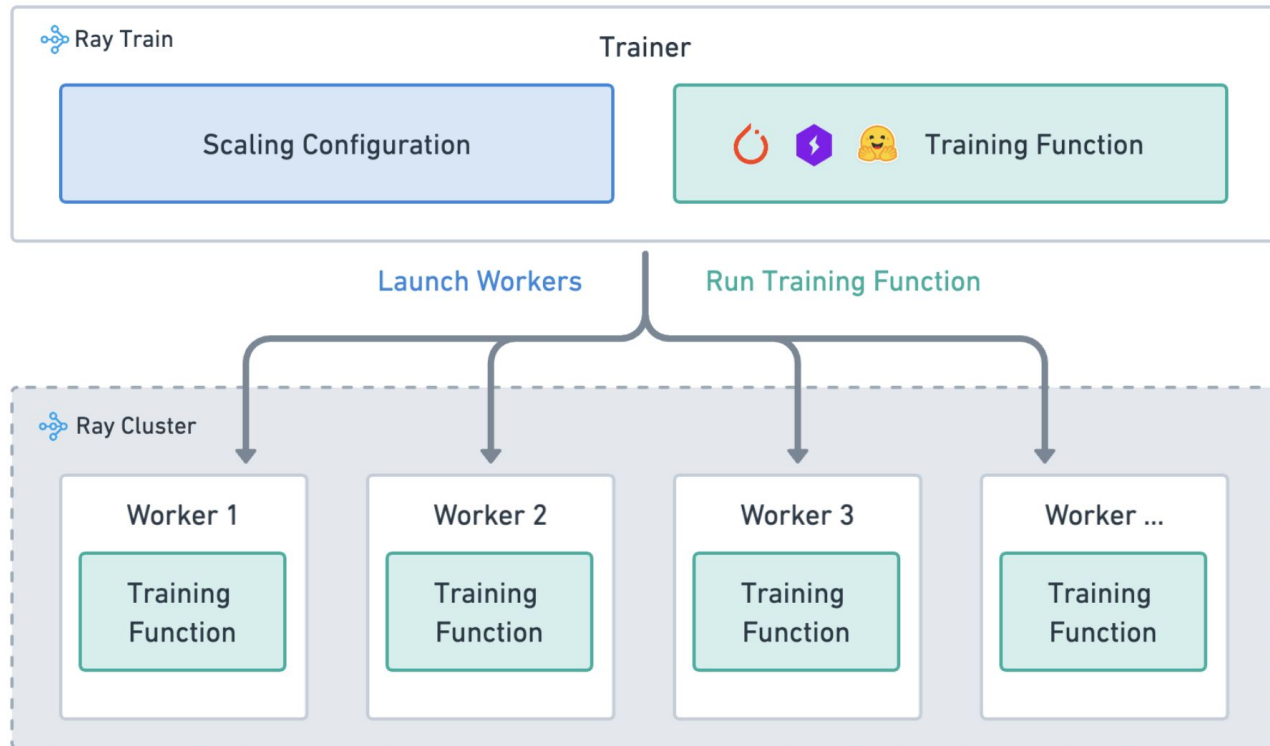 Ray Train
Trainer
Scaling Configuration
Training Function
Launch Workers
Run Training Function
Ray Cluster
Worker 1
Worker 2
Worker 3
Worker ...
Training
Function
Training
Function
Training
Function
Training
Function